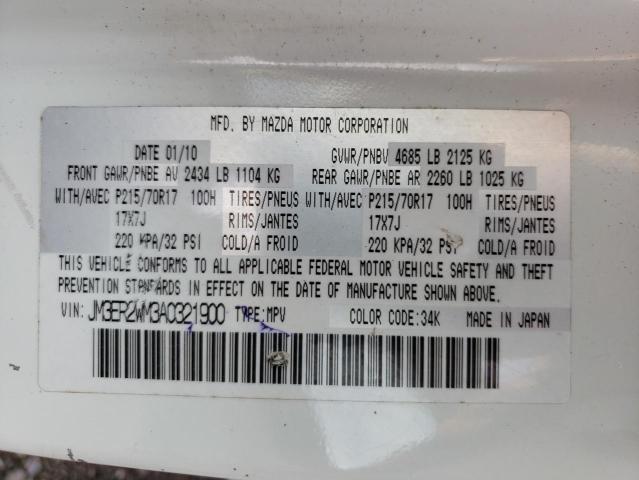 MFD. BY MAZDA MOTOR CORPORATION
DATE 01/10 GVWR/PNBV 4685 LB 2125 KG
FRONT GAWR/PNBE AV 2434 LB 1104 KG REAR GAWR/PNBE AR 2260 LB 1025 KG
WITH/AVEC P215/70R17 100H TIRES/PNEUS WITH/AVEC P215/70R17 100H TIRES/PNEUS
17X7J RIMS/JANTES 17X7J RIMS/JANTES
220 KPA/32 PSI COLD/A FROID 220 KPA/32 PSI COLD/A FROID
THIS VEHICLE CONFORMS TO ALL APPLICABLE FEDERAL MOTOR VEHICLE SAFETY AND THEFT
PREVENTION STANDARDS IN EFFECT ON THE DATE OF MANUFACTURE SHOWN ABOVE.
VIN: JM3ER2WM3A0321900 TYPE: MPV COLOR CODE: 34K MADE IN JAPAN